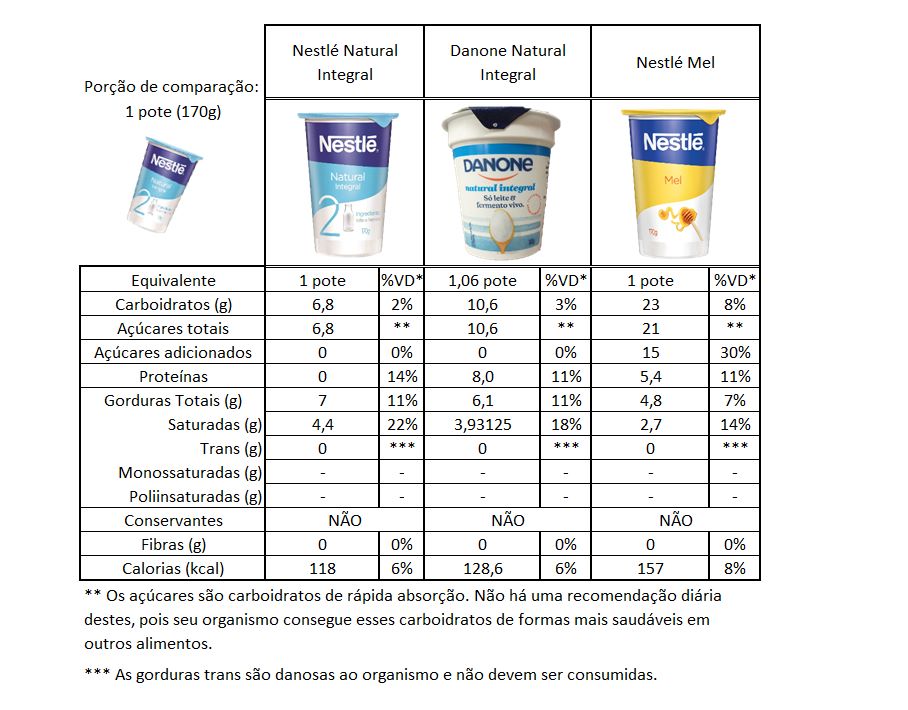 Porção de comparação:
1 pote (170g)
Nestlé
Natural
Integral
2
Nestlé Natural
Integral
Danone Natural
Integral
Nestlé Mel
Nestlé
Natural
Integral
2
Ingredientes
170g
DANONE
natural integral
Só leite &
fermento vivo.
Nestlé
Mel
170g
Equivalente 1 pote %VD* 1,06 pote %VD* 1 pote %VD*
Carboidratos (g) 6,8 2% 10,6 3% 23 8%
Açúcares totais 6,8 ** 10,6 ** 21 **
Açúcares adicionados 0 0% 0 0% 15 30%
Proteínas 0 14% 8,0 11% 5,4 11%
Gorduras Totais (g) 7 11% 6,1 11% 4,8 7%
Saturadas (g) 4,4 22% 3,93125 18% 2,7 14%
Trans (g) 0 *** 0 *** 0 ***
Monossaturadas (g) - - - - - -
Poliinsaturadas (g) - - - - - -
Conservantes NÃO NÃO NÃO
Fibras (g) 0 0% 0 0% 0 0%
Calorias (kcal) 118 6% 128,6 6% 157 8%
** Os açúcares são carboidratos de rápida absorção. Não há uma recomendação diária
destes, pois seu organismo consegue esses carboidratos de formas mais saudáveis em
outros alimentos.
*** As gorduras trans são danosas ao organismo e não devem ser consumidas.